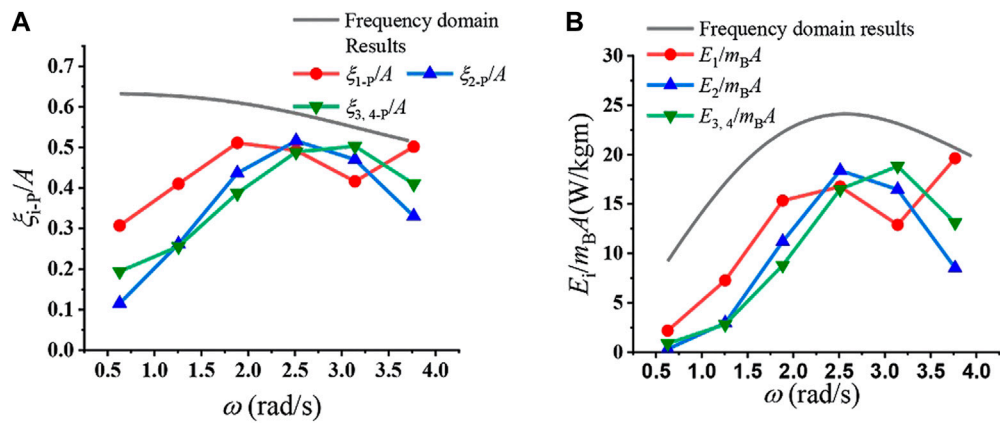 A
Frequency domain
Results
ξ1-P/A ξ2-P/A
ξ3, 4-P/A
0.7
0.6
0.5
0.4
0.3
0.2
0.1
0.0
ξi-P/A
0.5 1.0 1.5 2.0 2.5 3.0 3.5 4.0
ω (rad/s)
B
Frequency domain results
E1/mBA
E2/mBA
E3, 4/mBA
30
25
20
15
10
5
0
Ei/mBA(W/kgm)
0.5 1.0 1.5 2.0 2.5 3.0 3.5 4.0
ω (rad/s)